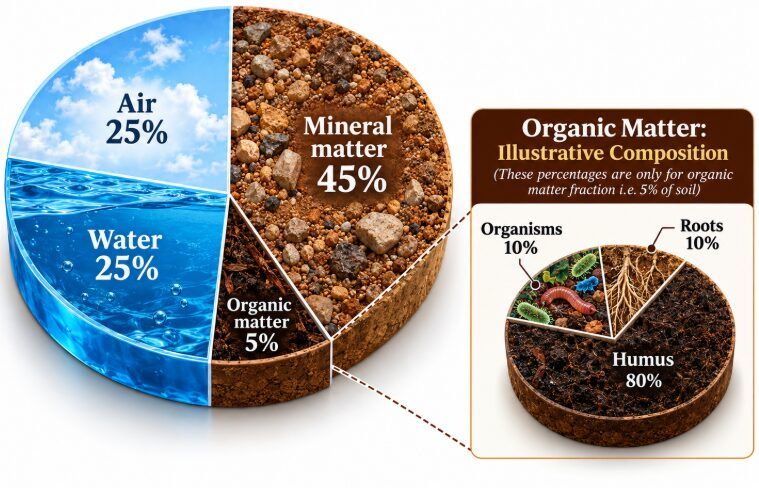 Air
25%
Mineral
matter
45%
Water
25%
Organic
matter
5%
Organic Matter:
Illustrative Composition
(These percentages are only for organic
matter fraction i.e. 5% of soil)
Organisms
10%
Roots
10%
Humus
80%